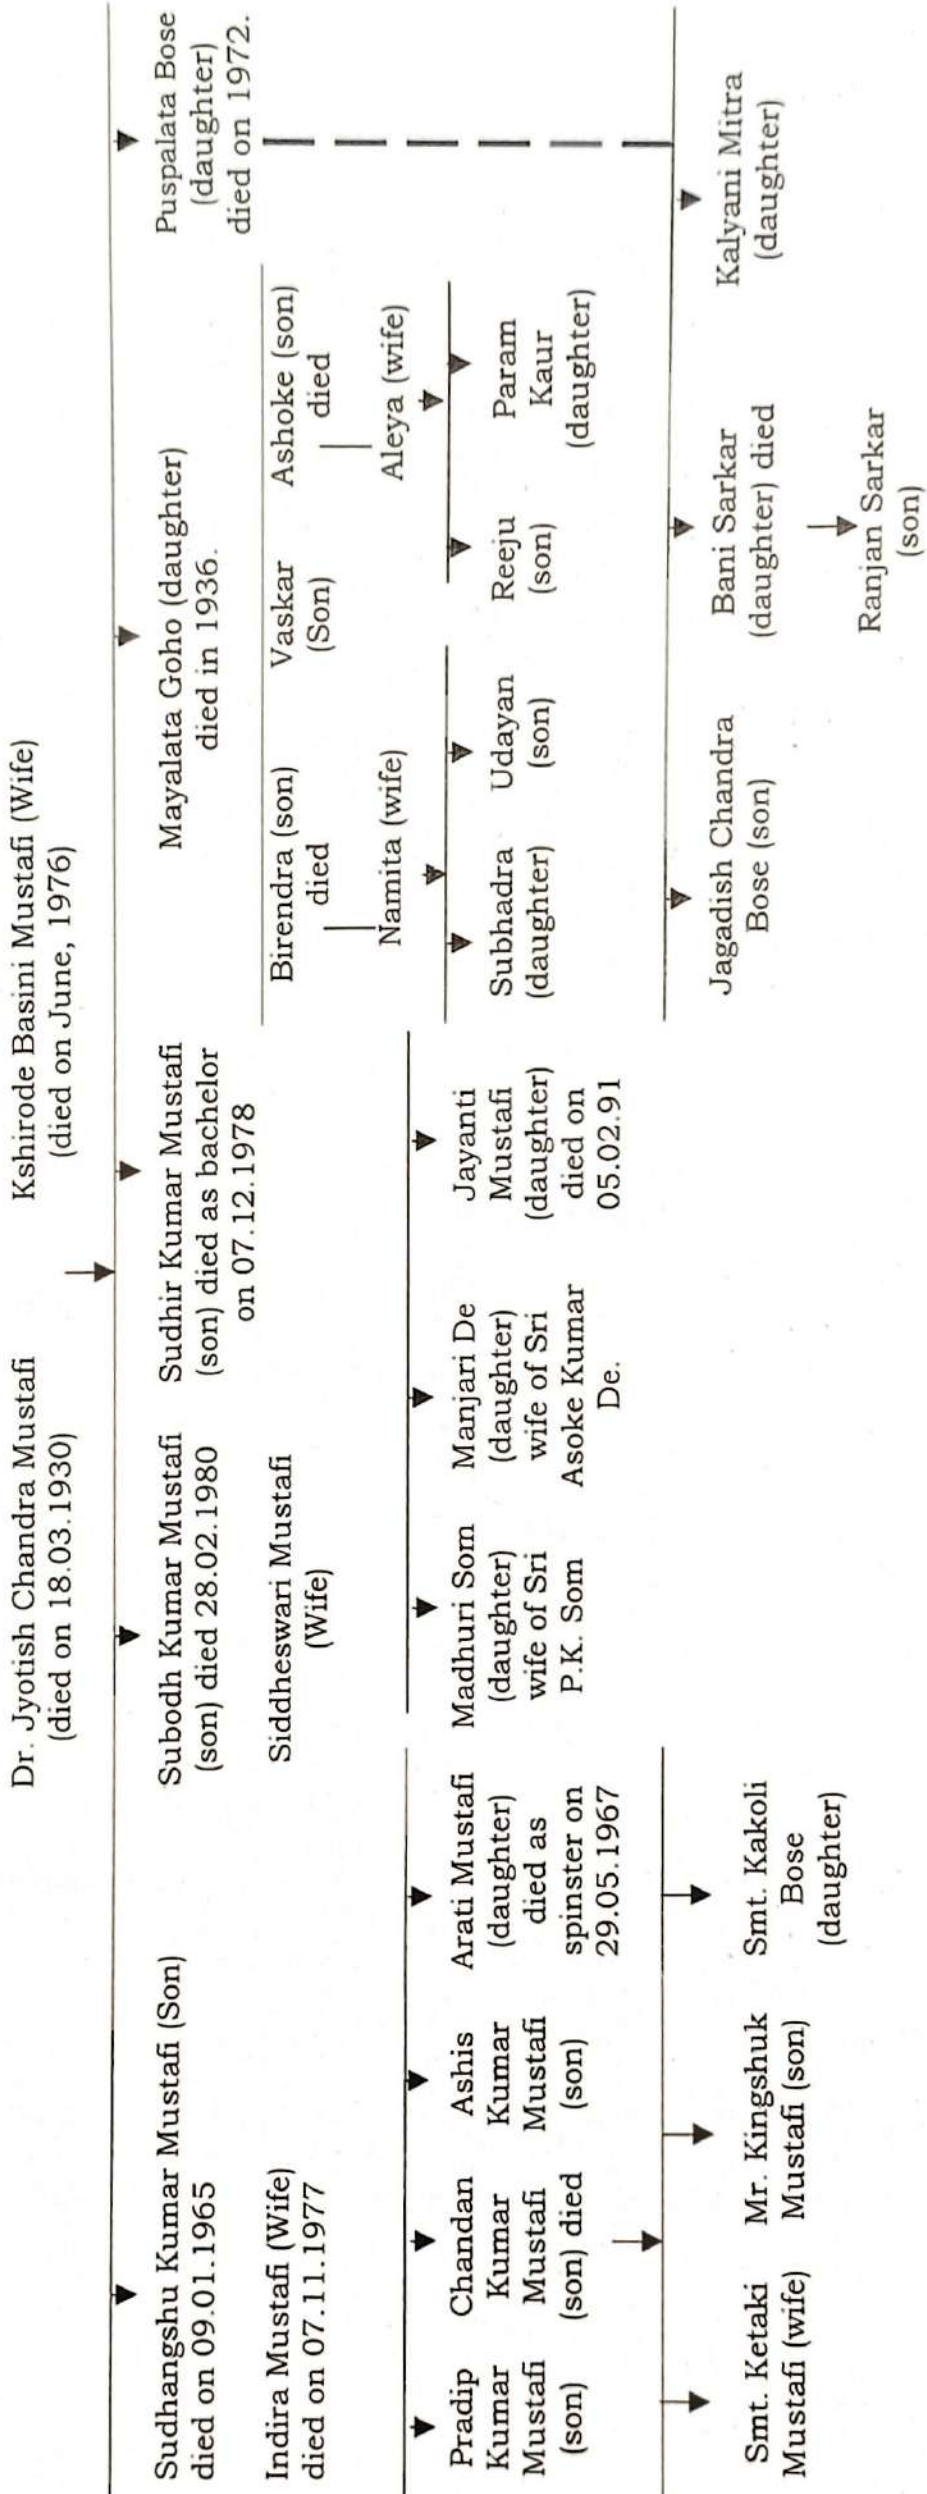 Dr. Jyotish Chandra Mustafi
(died on 18.03.1930)
Kshirode Basini Mustafi (Wife)
(died on June, 1976)
Sudhangshu Kumar Mustafi (Son)
died on 09.01.1965
Indira Mustafi (Wife)
died on 07.11.1977
Subodh Kumar Mustafi
(son) died 28.02.1980
Siddheswari Mustafi
(Wife)
Sudhir Kumar Mustafi
(son) died as bachelor
on 07.12.1978
Mayalata Goho (daughter)
died in 1936.
Puspalata Bose
(daughter)
died on 1972.
Birendra (son)
died
Namita (wife)
Vaskar
(Son)
Ashoke (son)
died
Aleya (wife)
Pradip
Kumar
Mustafi
(son)
Chandan
Kumar
Mustafi
(son) died
Ashis
Kumar
Mustafi
(son)
Arati Mustafi
(daughter)
died as
spinster on
29.05.1967
Madhuri Som
(daughter)
wife of Sri
P.K. Som
Manjari De
(daughter)
wife of Sri
Asoke Kumar
De.
Jayanti
Mustafi
(daughter)
died on
05.02.91
Subhadra
(daughter)
Udayan
(son)
Reeju
(son)
Param
Kaur
(daughter)
Smt. Ketaki
Mustafi (wife)
Mr. Kingshuk
Mustafi (son)
Smt. Kakoli
Bose
(daughter)
Jagadish Chandra
Bose (son)
Bani Sarkar
(daughter) died
Kalyani Mitra
(daughter)
Ranjan Sarkar
(son)